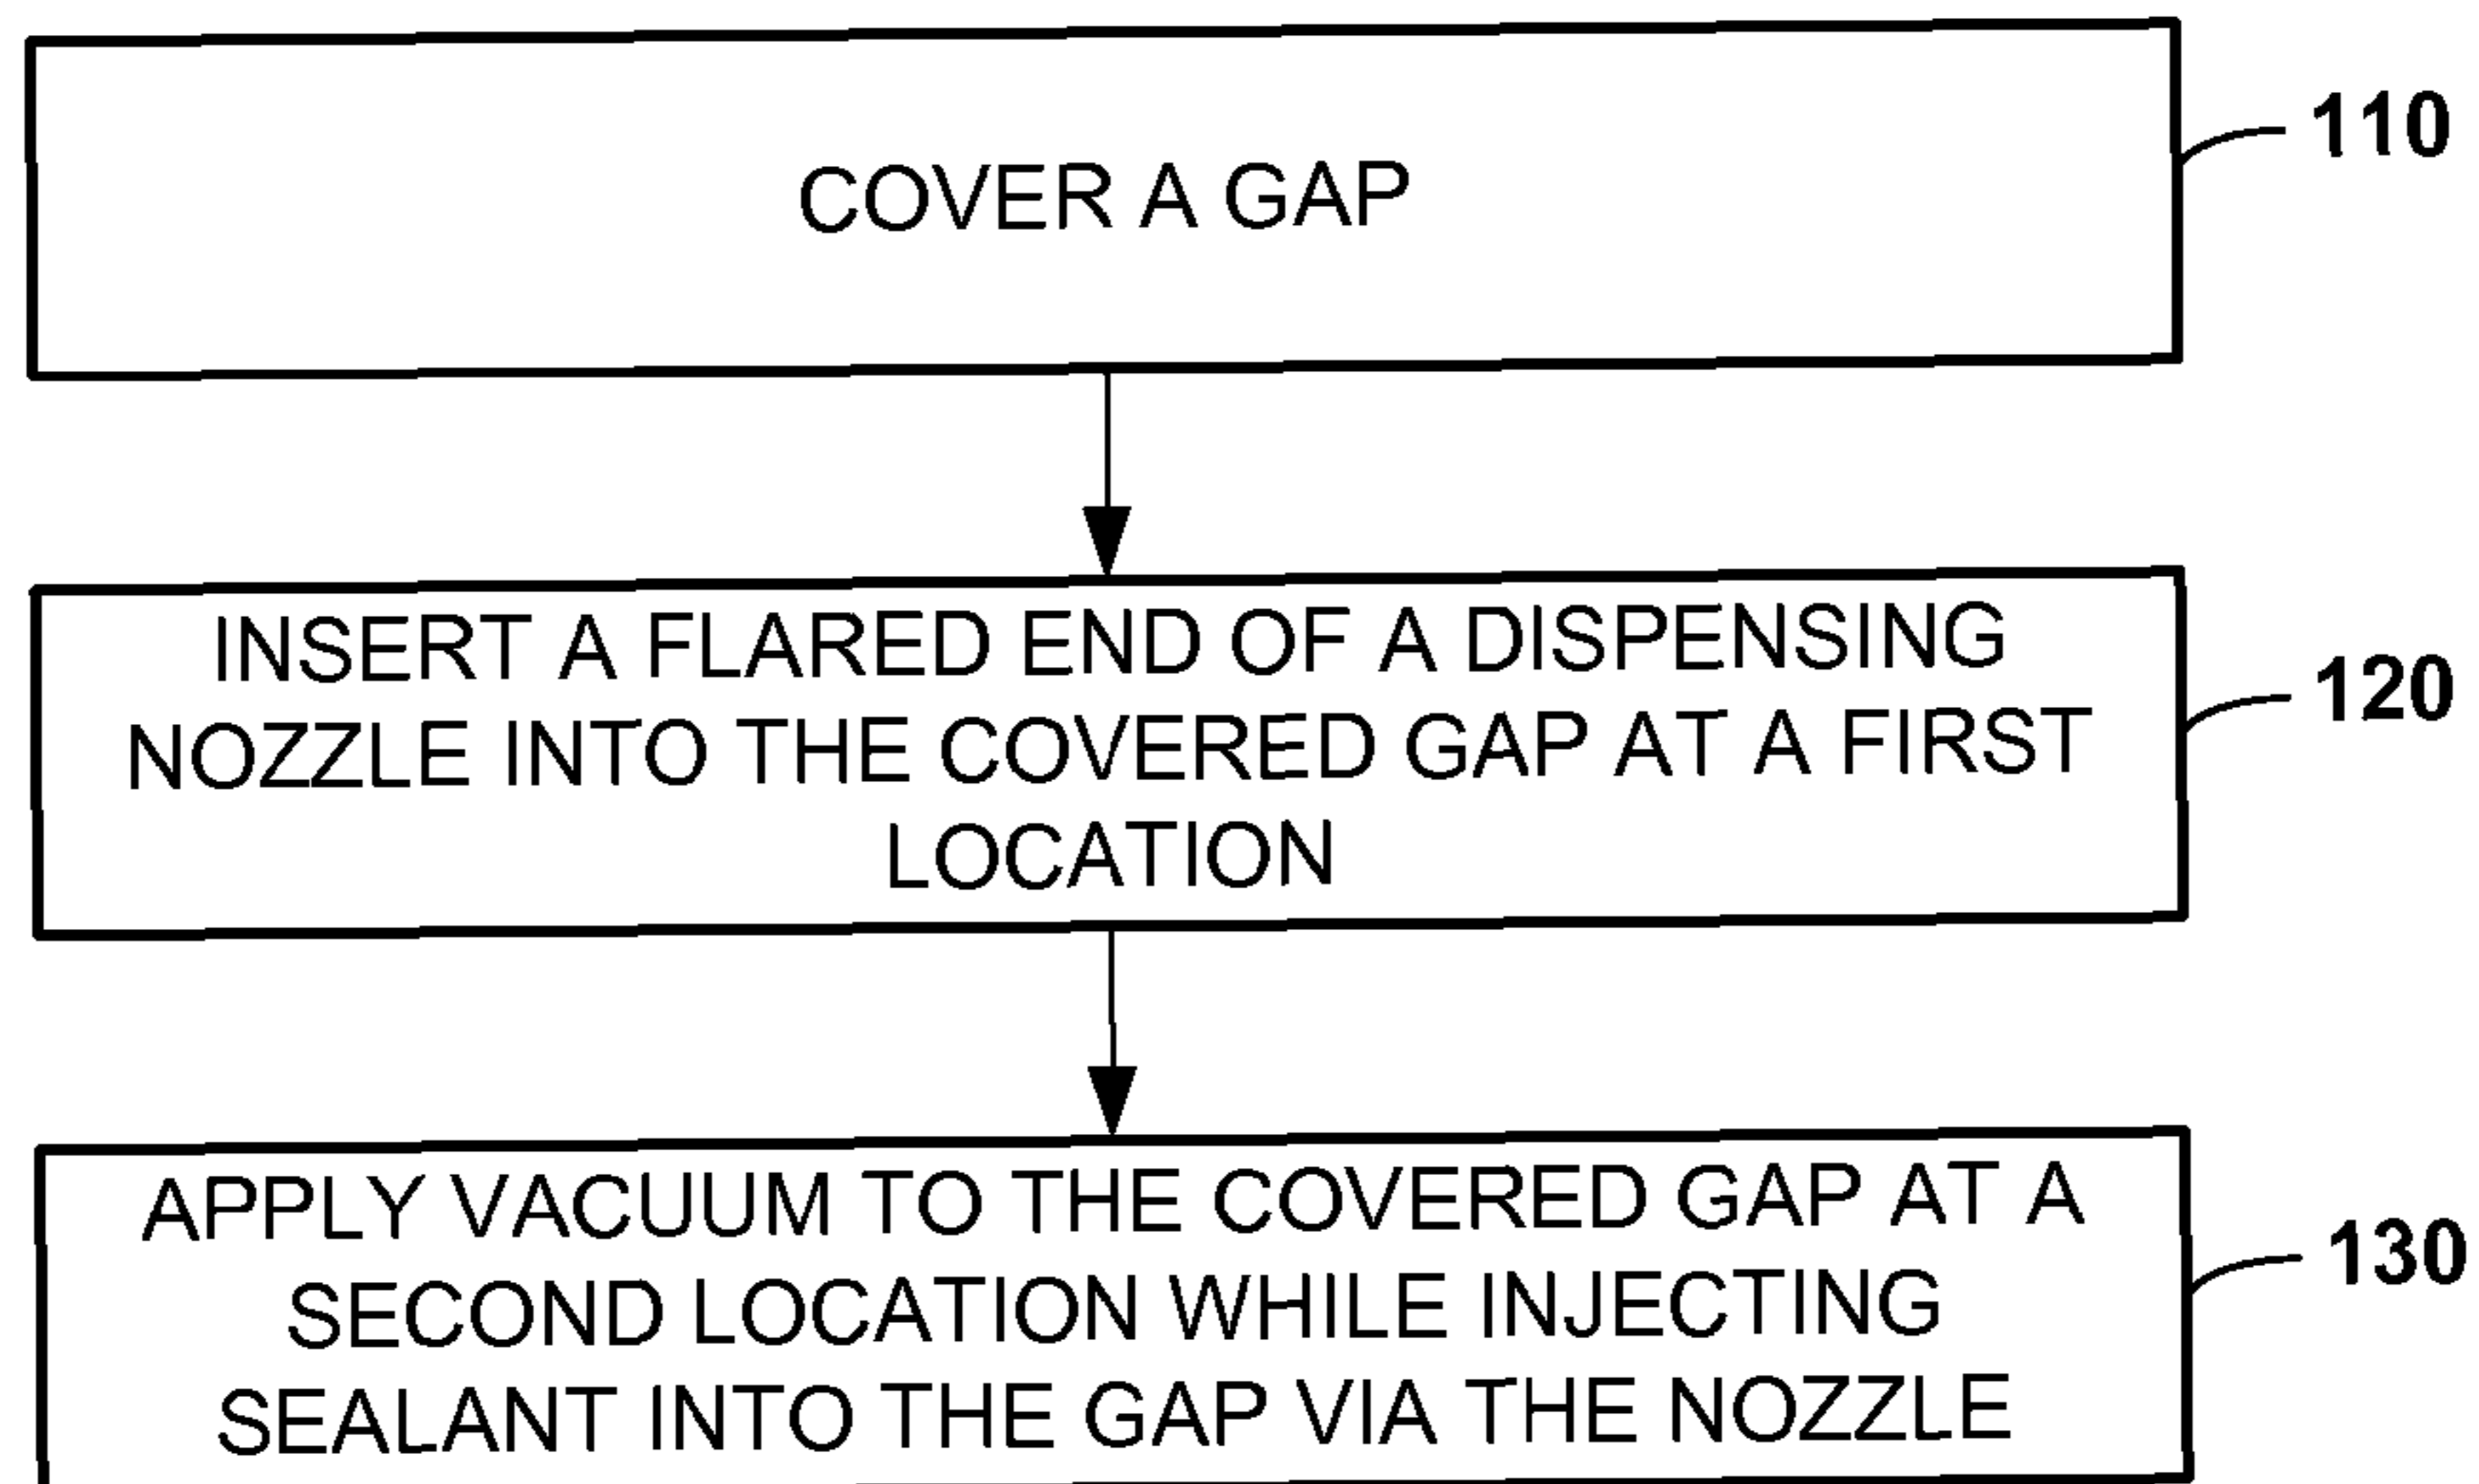 COVER A GAP
110
INSERT A FLARED END OF A DISPENSING
NOZZLE INTO THE COVERED GAP AT A FIRST
LOCATION
120
APPLY VACUUM TO THE COVERED GAP AT A
SECOND LOCATION WHILE INJECTING
SEALANT INTO THE GAP VIA THE NOZZLE
130